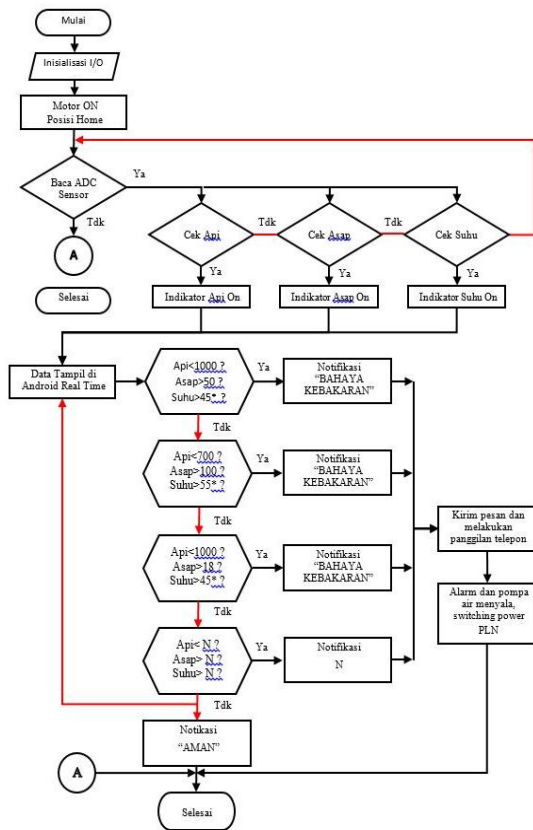 Mulai
Inisialisasi I/O
Motor ON
Posisi Home
Baca ADC
Sensor
Ya
Tdk
A
Selesai
Cek Api
Tdk
Cek Asap
Tdk
Cek Suhu
Ya
Ya
Ya
Indikator Api On
Indikator Asap On
Indikator Suhu On
Data Tampil di
Android Real Time
Api<1000 ?
Asap>50 ?
Suhu>45* ?
Ya
Notifikasi
“BAHAYA
KEBAKARAN”
Tdk
Api<700 ?
Asap>100 ?
Suhu>55* ?
Ya
Notifikasi
“BAHAYA
KEBAKARAN”
Tdk
Api<1000 ?
Asap>18 ?
Suhu>45* ?
Ya
Notifikasi
“BAHAYA
KEBAKARAN”
Tdk
Api< N ?
Asap> N ?
Suhu> N ?
Ya
Notifikasi
N
Tdk
Kirim pesan dan
melakukan
panggilan telepon
Alarm dan pompa
air menyala,
switching power
PLN
Notikasi
“AMAN”
A
Selesai